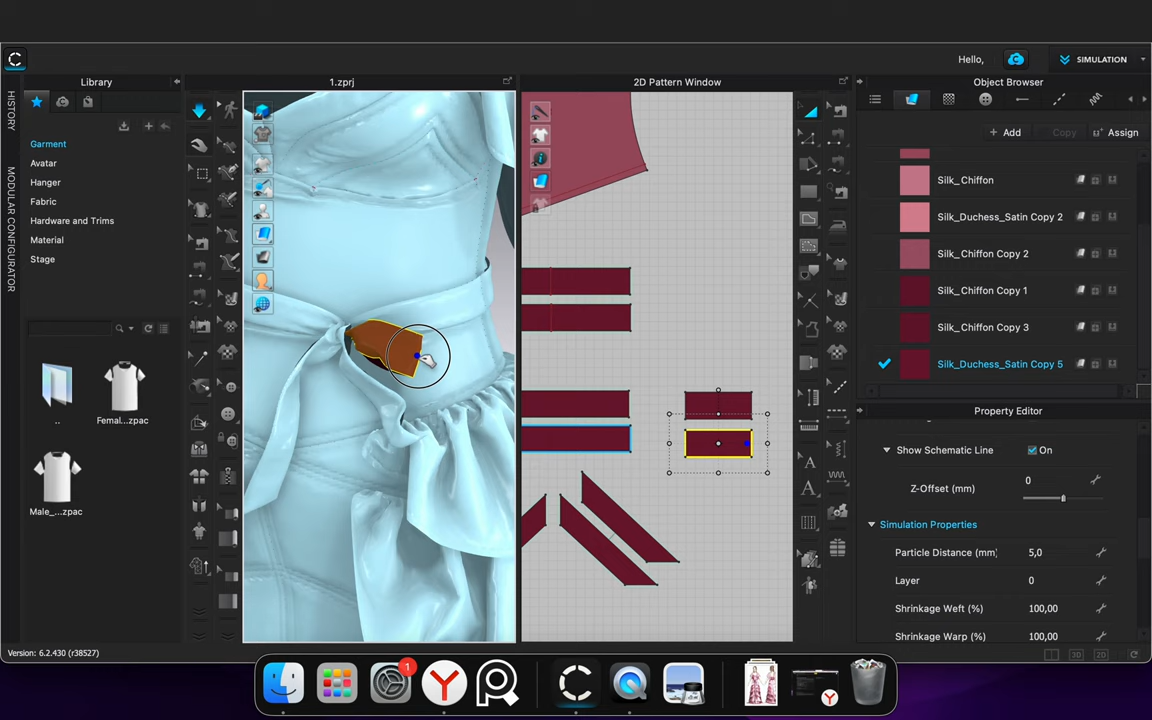 Hello,
SIMULATION
Library
1.zprj
2D Pattern Window
Object Browser
HISTORY
MODULAR CONFIGURATOR
Garment
Avatar
Hanger
Fabric
Hardware and Trims
Material
Stage
..
Femal...zpac
Male_...zpac
+ Add
Copy
Assign
Silk_Chiffon
Silk_Duchess_Satin Copy 2
Silk_Chiffon Copy 2
Silk_Chiffon Copy 1
Silk_Chiffon Copy 3
Silk_Duchess_Satin Copy 5
Property Editor
Show Schematic Line
On
Z-Offset (mm)
0
Simulation Properties
Particle Distance (mm)
5,0
Layer
0
Shrinkage Weft (%)
100,00
Shrinkage Warp (%)
100,00
Version: 6.2.430 (r38527)
3D
2D
1